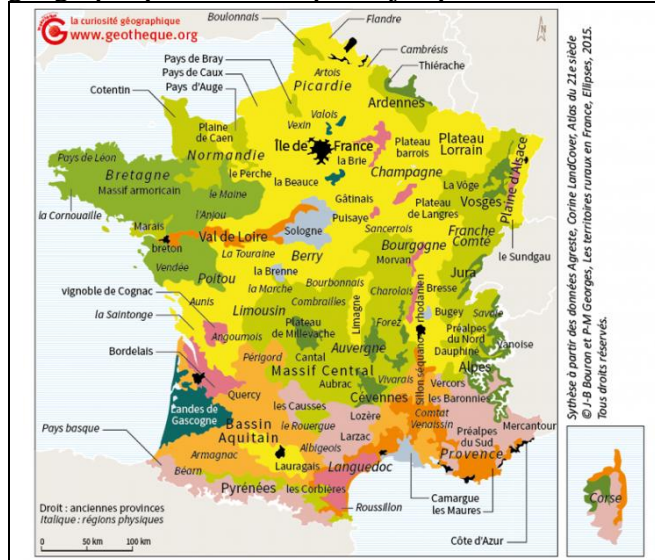 la curiosité géographique
www.geotheque.org
Boulonnais
Flandre
Cambrésis
Thiérache
Pays de Bray
Pays de Caux
Pays d'Auge
Artois
Picardie
Ardennes
Cotentin
Valois
Vexin
Plaine
de Caen
Normandie
Île de France
la Brie
Plateau
barrois
Plateau
Lorrain
Plaine d'Alsace
Pays de Léon
Bretagne
Massif armoricain
le Perche
la Beauce
Champagne
La Vôge
Vosges
le Maine
Gâtinais
Plateau
de Langres
la Cornouaille
l'Anjou
Puisaye
Sancerrois
Franche
Comté
Marais
breton
Val de Loire
Sologne
Bourgogne
le Sundgau
La Touraine
Berry
Morvan
Vendée
Poitou
la Brenne
Bourbonnais
Jura
vignoble de Cognac
Aunis
la Marche
Combrailles
Charolais
Bresse
la Saintonge
Limousin
Limagne
Bugey
Savoie
Angoumois
Plateau
de Millevaches
Forez
Sillon séquano rhodanien
Préalpes
du Nord
Vanoise
Bordelais
Périgord
Cantal
Auvergne
Dauphiné
Alpes
Massif Central
Vivarais
Aubrac
Vercors
Quercy
Cévennes
les Baronnies
Landes de
Gascogne
les Causses
Lozère
Comtat
Venaissin
Mercantour
Bassin
Aquitain
le Rouergue
Larzac
Préalpes
du Sud
Pays basque
Albigeois
Provence
Armagnac
Lauragais
Languedoc
Béarn
Pyrénées
les Corbières
Camargue
les Maures
Corse
Roussillon
Droit : anciennes provinces
Italique : régions physiques
0 50 km 100 km
Côte d'Azur
Sythèse à partir des données Agreste, Corine LandCover, Atlas du 21e siècle
© J-B Bouron et P-M Georges, Les territoires ruraux en France, Ellipses, 2015.
Tous droits réservés.